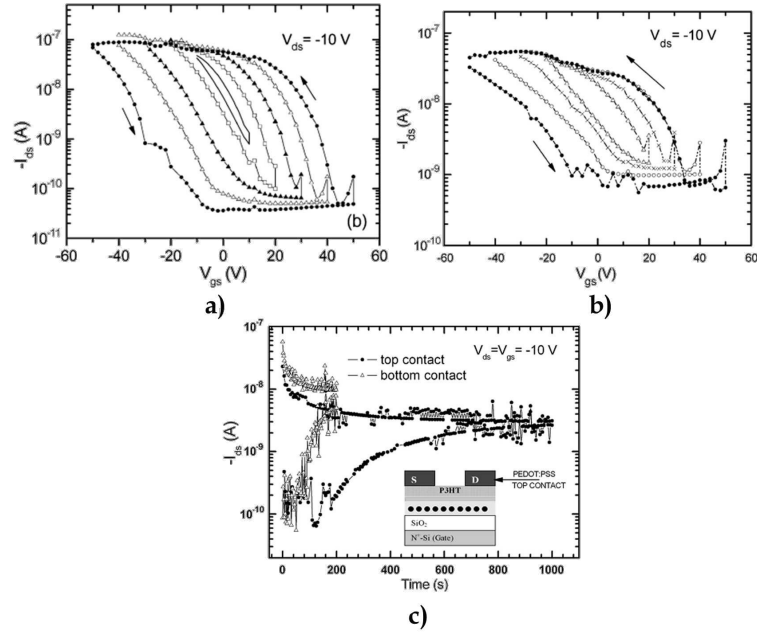 a)
V_ds = -10 V
-I_ds (A)
10^-7
10^-8
10^-9
10^-10
10^-11
(b)
-60 -40 -20 0 20 40 60
V_gs (V)
a)
b)
V_ds = -10 V
-I_ds (A)
10^-7
10^-8
10^-9
10^-10
-60 -40 -20 0 20 40 60
V_gs (V)
b)
10^-7
10^-8
10^-9
10^-10
-I_ds (A)
V_ds=V_gs= -10 V
top contact
bottom contact
S D
PEDOT:PSS
TOP CONTACT
P3HT
SiO_2
N^+-Si (Gate)
0 200 400 600 800 1000
Time (s)
c)